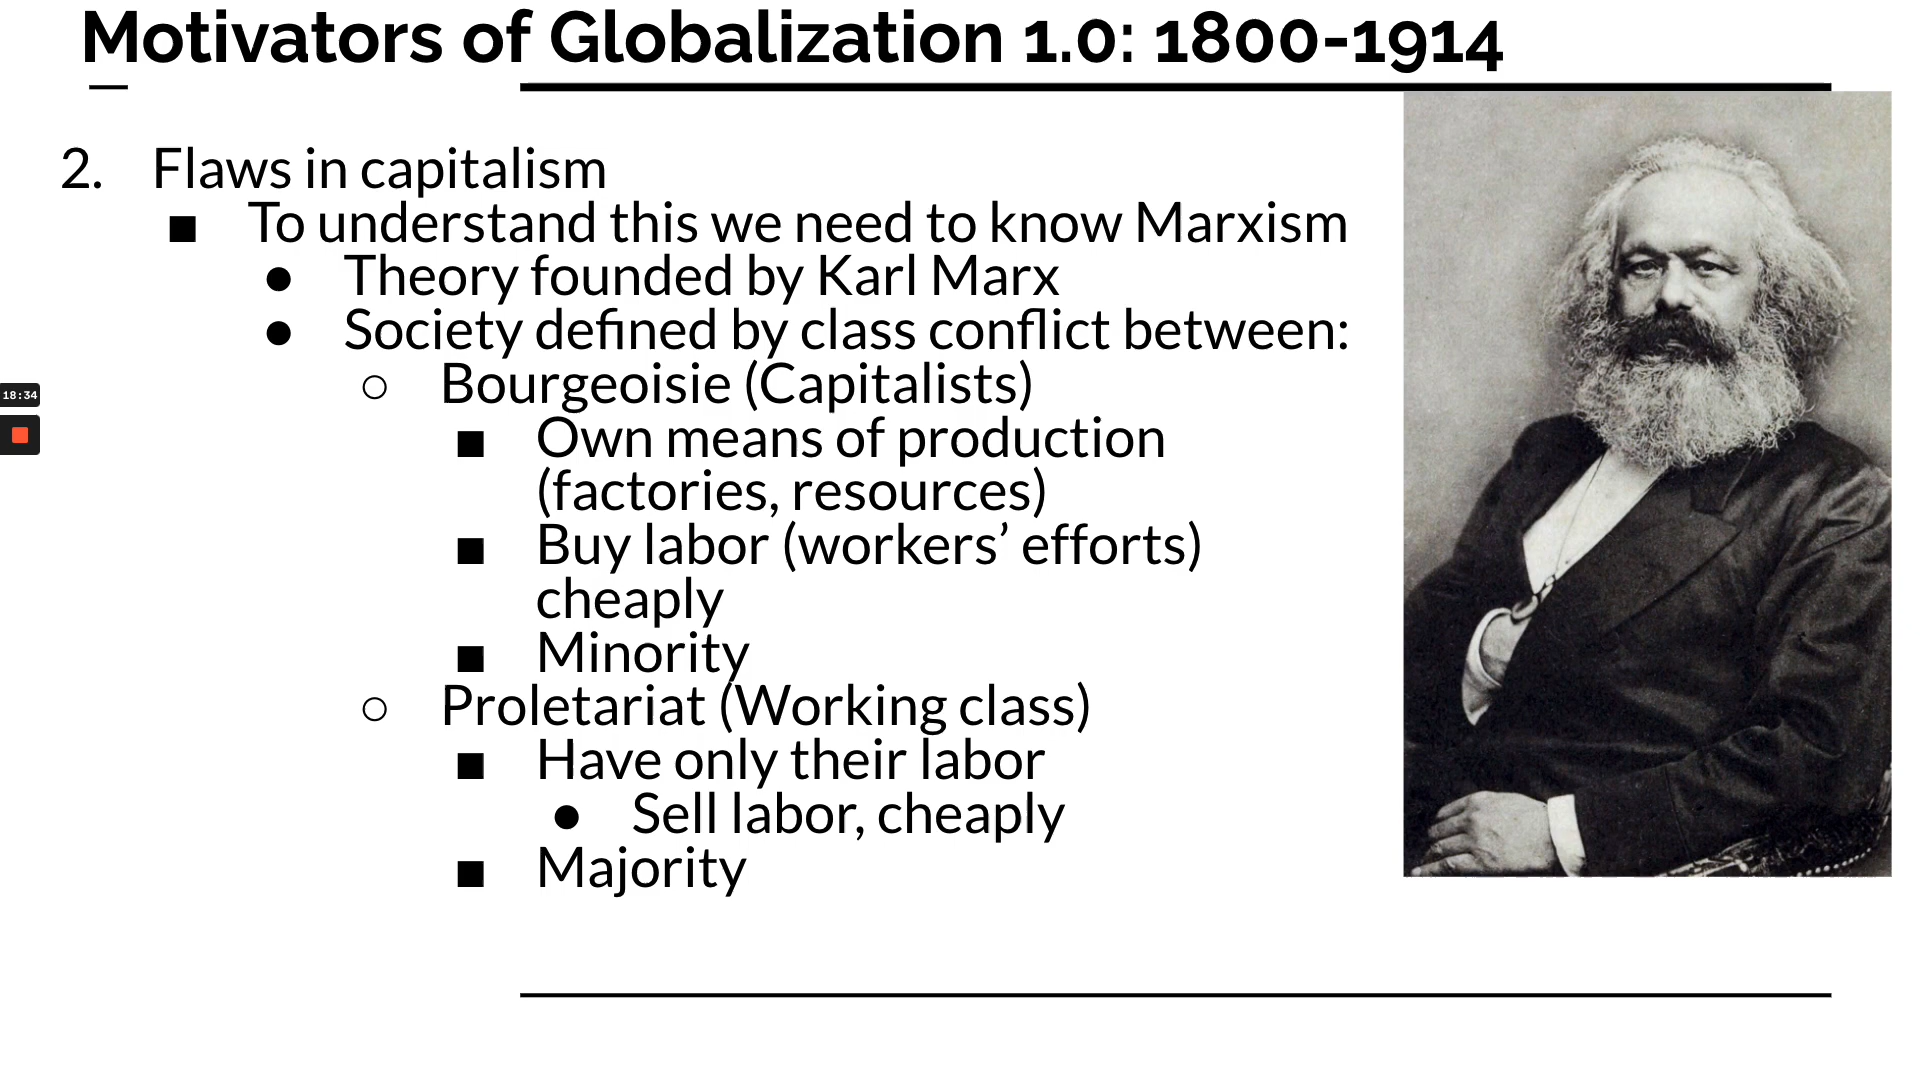 Motivators of Globalization 1.0: 1800-1914
2. Flaws in capitalism
■ To understand this we need to know Marxism
● Theory founded by Karl Marx
● Society defined by class conflict between:
○ Bourgeoisie (Capitalists)
■ Own means of production
(factories, resources)
■ Buy labor (workers’ efforts)
cheaply
■ Minority
○ Proletariat (Working class)
■ Have only their labor
● Sell labor, cheaply
■ Majority
18:34